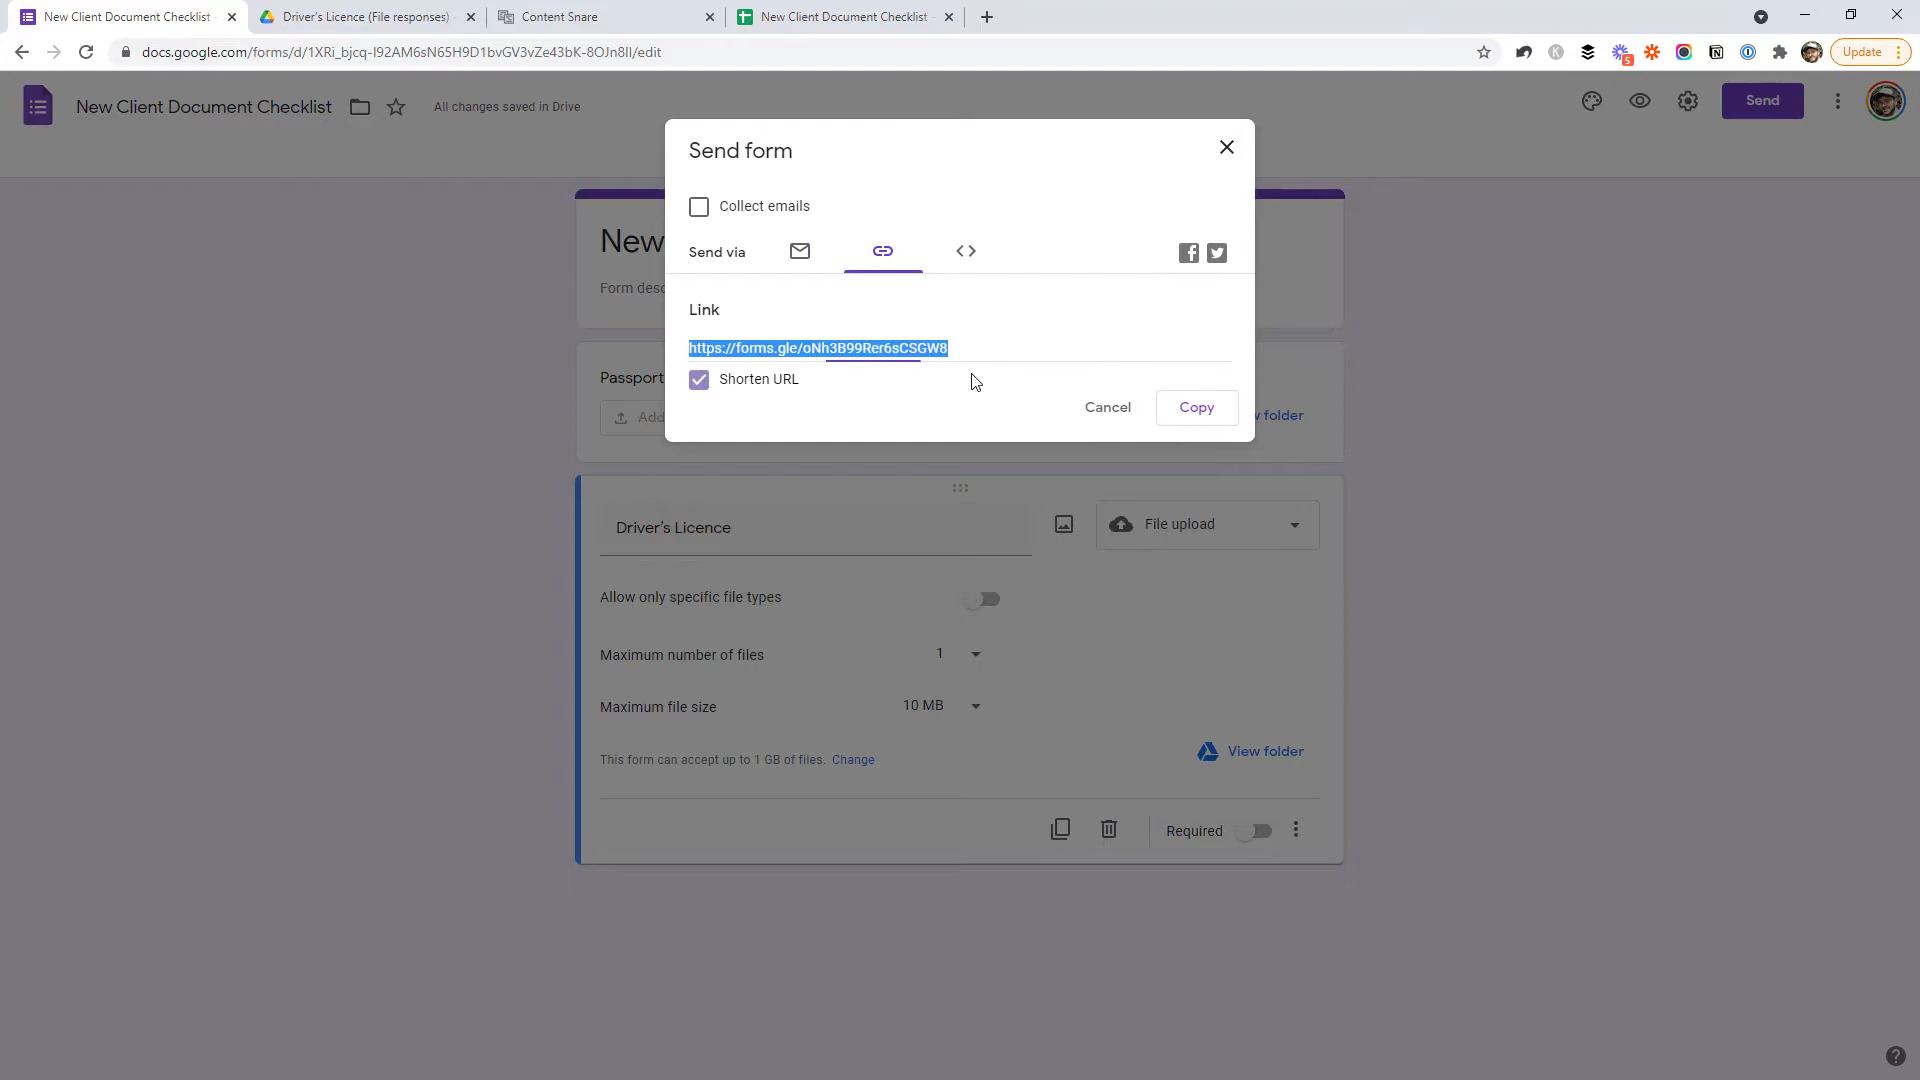 New Client Document Checklist
Driver's Licence (File responses)
Content Snare
New Client Document Checklist
docs.google.com/forms/d/1XRi_bjcq-I92AM6sN65H9D1bvGV3vZe43bK-8OJn8II/edit
5
Update
New Client Document Checklist
All changes saved in Drive
Send
Send form
Collect emails
Send via
New
Form desc
Link
https://forms.gle/oNh3B99Rer6sCSGW8
Shorten URL
Passport
Cancel
Copy
Add
w folder
Driver's Licence
File upload
Allow only specific file types
Maximum number of files
1
Maximum file size
10 MB
This form can accept up to 1 GB of files. Change
View folder
Required